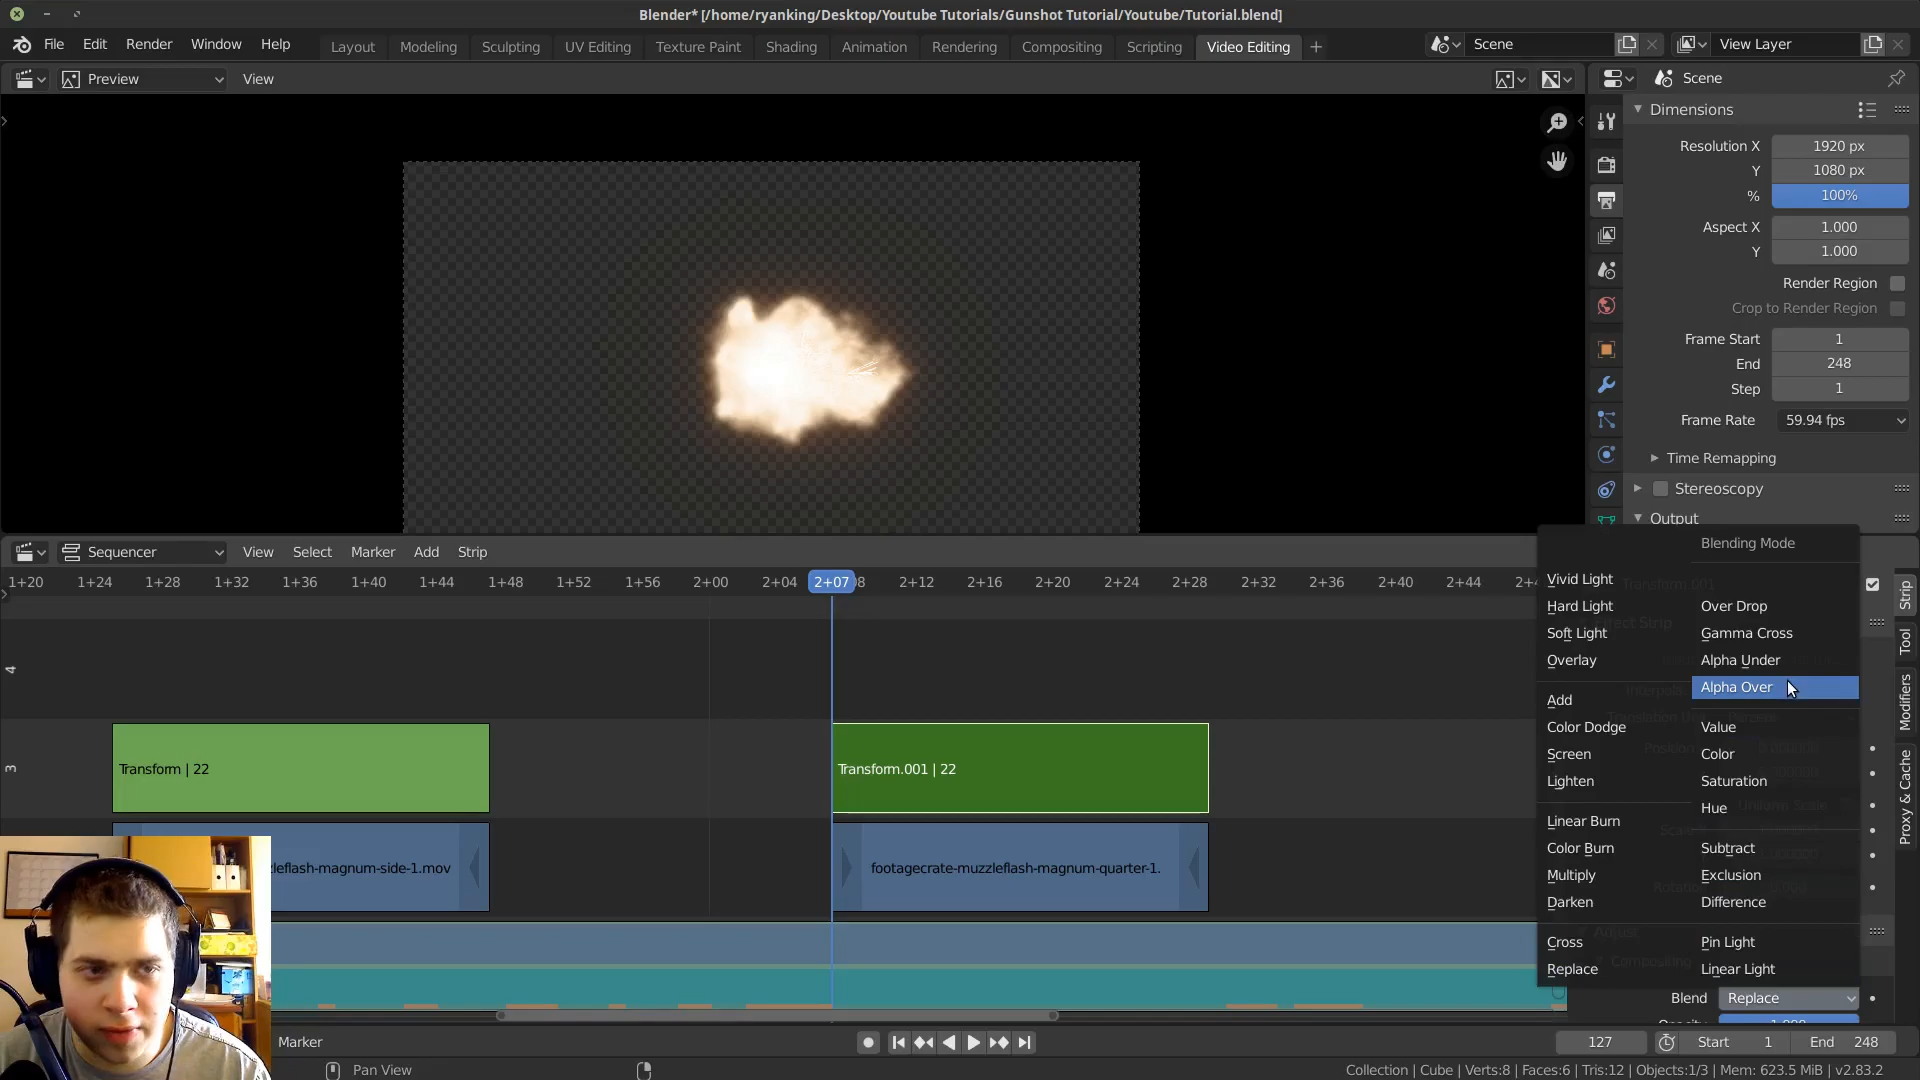 Blender* [/home/ryanking/Desktop/Youtube Tutorials/Gunshot Tutorial/Youtube/Tutorial.blend]
File Edit Render Window Help Layout Modeling Sculpting UV Editing Texture Paint Shading Animation Rendering Compositing Scripting Video Editing + Scene View Layer
Preview View Scene
Dimensions
Resolution X 1920 px
Y 1080 px
% 100%
Aspect X 1.000
Y 1.000
Render Region
Crop to Render Region
Frame Start 1
End 248
Step 1
Frame Rate 59.94 fps
Time Remapping
Stereoscopy
Output
Sequencer View Select Marker Add Strip
1+20 1+24 1+28 1+32 1+36 1+40 1+44 1+48 1+52 1+56 2+00 2+04 2+07 8 2+12 2+16 2+20 2+24 2+28 2+32 2+36 2+40 2+44
Blending Mode
Vivid Light
Hard Light Over Drop
Soft Light Gamma Cross
Overlay Alpha Under
Alpha Over
Add
Color Dodge Value
Screen Color
Lighten Saturation
Hue
Linear Burn
Color Burn Subtract
Multiply Exclusion
Darken Difference
Cross Pin Light
Replace Linear Light
Blend Replace
Strip
Tool
Modifiers
Proxy & Cache
4
3
Transform | 22
Transform.001 | 22
zleflash-magnum-side-1.mov
footagecrate-muzzleflash-magnum-quarter-1.
Marker 127 Start 1 End 248
Pan View Collection | Cube | Verts:8 | Faces:6 | Tris:12 | Objects:1/3 | Mem: 623.5 MiB | v2.83.2